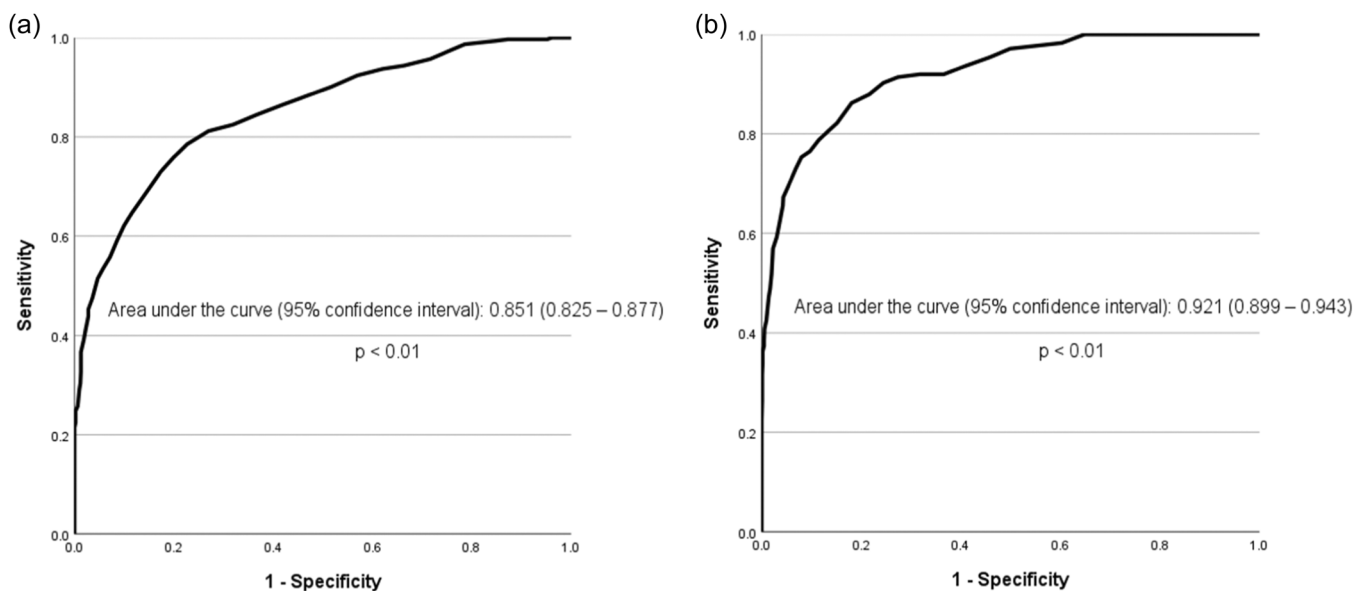 (a)
1.0
0.8
0.6
0.4
0.2
0.0
Sensitivity
Area under the curve (95% confidence interval): 0.851 (0.825 – 0.877)
p < 0.01
0.0 0.2 0.4 0.6 0.8 1.0
1 - Specificity
(b)
1.0
0.8
0.6
0.4
0.2
0.0
Sensitivity
Area under the curve (95% confidence interval): 0.921 (0.899 – 0.943)
p < 0.01
0.0 0.2 0.4 0.6 0.8 1.0
1 - Specificity